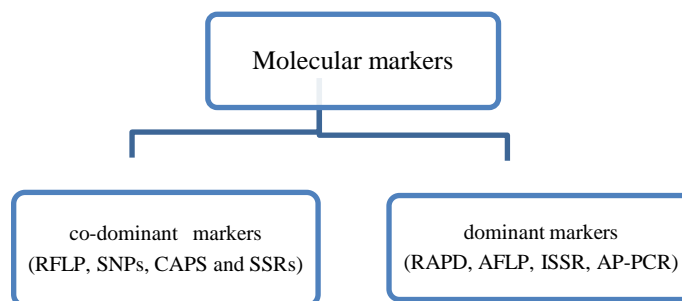 Molecular markers
co-dominant markers
(RFLP, SNPs, CAPS and SSRs)
dominant markers
(RAPD, AFLP, ISSR, AP-PCR)